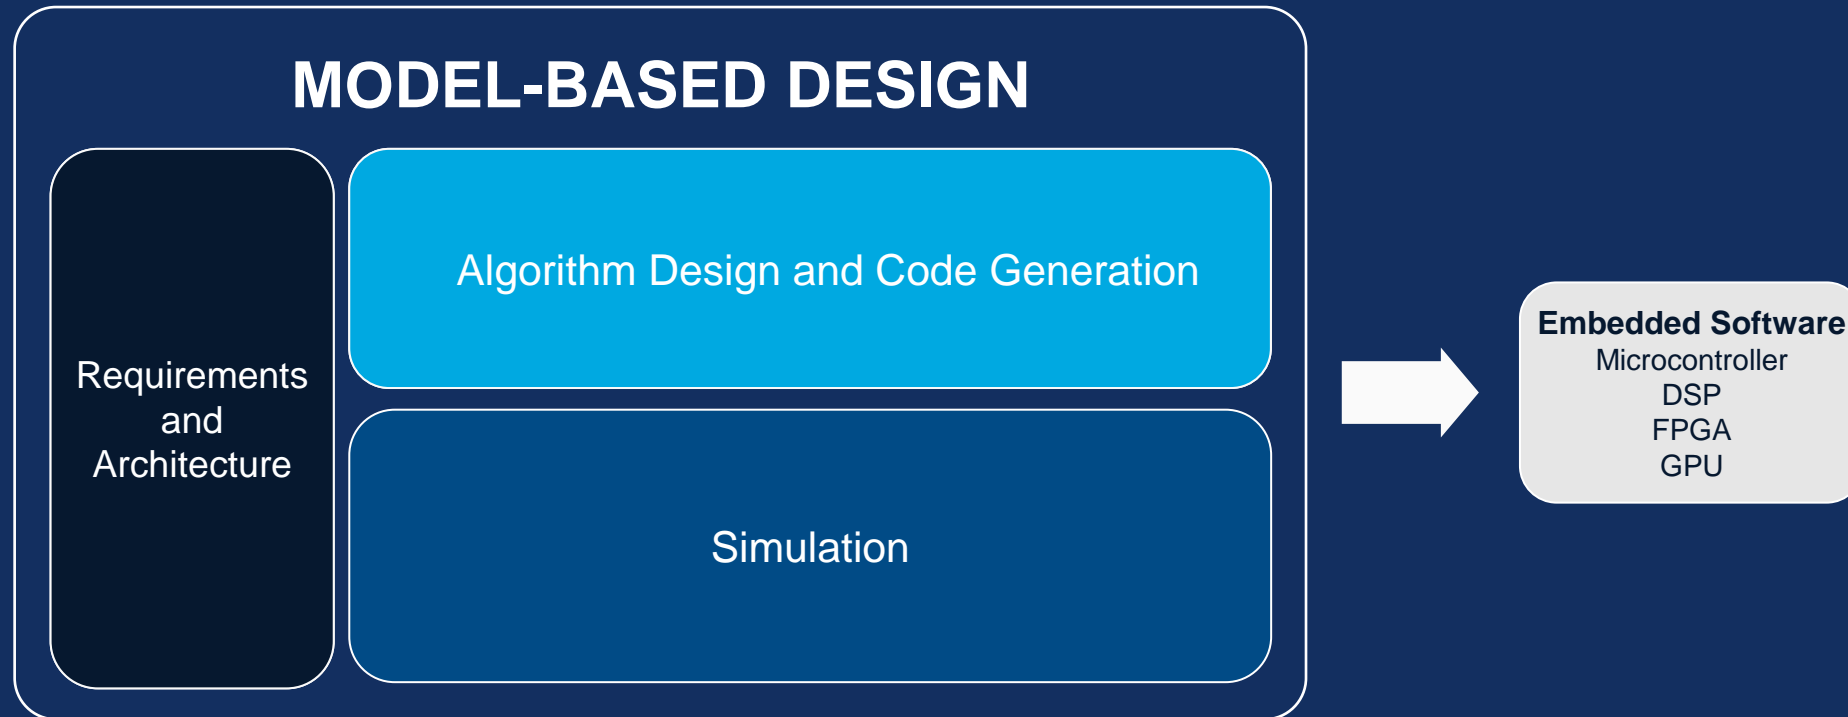 MODEL-BASED DESIGN
Requirements
and
Architecture
Algorithm Design and Code Generation
Simulation
Embedded Software
Microcontroller
DSP
FPGA
GPU